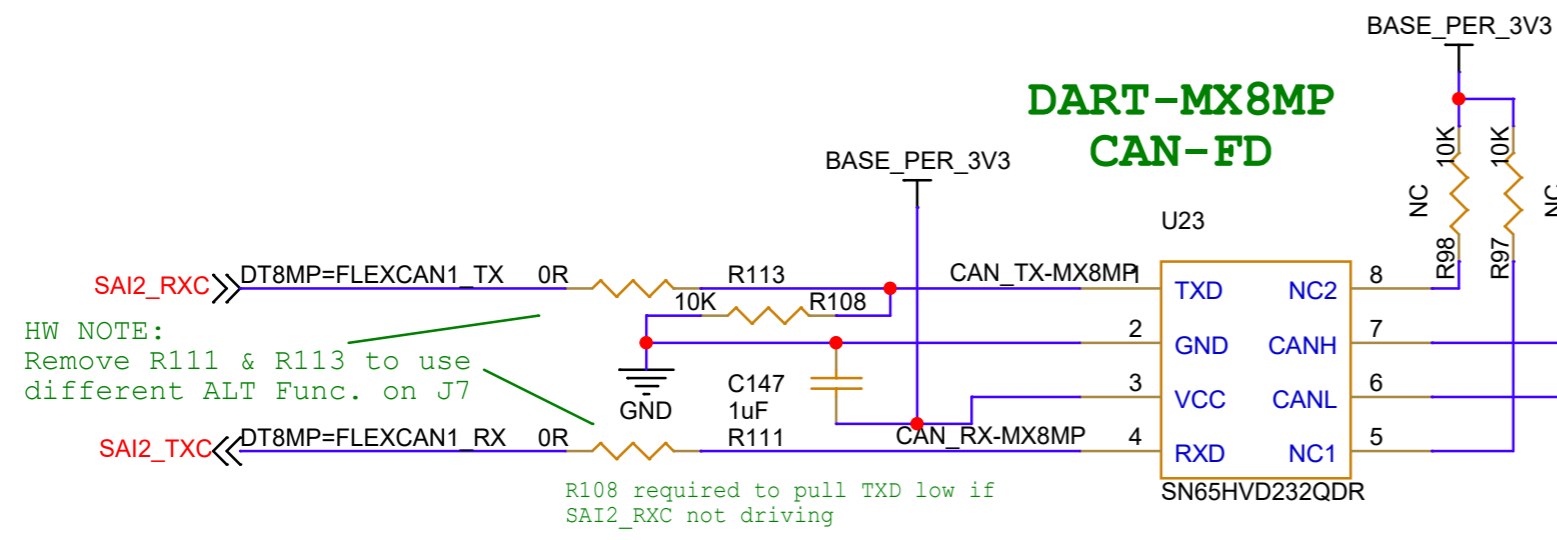 BASE_PER_3V3
DART-MX8MP
CAN-FD
BASE_PER_3V3
10K
10K
NC
NC
U23
R98
R97
SAI2_RXC
DT8MP=FLEXCAN1_TX
0R
R113
CAN_TX-MX8MP
1
TXD
NC2
8
10K
R108
HW NOTE:
Remove R111 & R113 to use
different ALT Func. on J7
2
GND
CANH
7
GND
C147
1uF
3
VCC
CANL
6
SAI2_TXC
DT8MP=FLEXCAN1_RX
0R
R111
CAN_RX-MX8MP
4
RXD
NC1
5
SN65HVD232QDR
R108 required to pull TXD low if
SAI2_RXC not driving